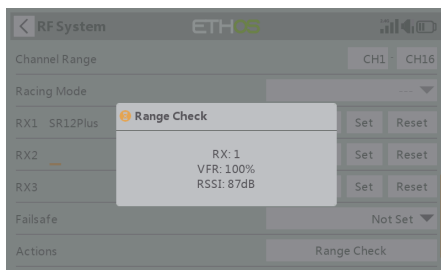 RF System
ETHOS
Channel Range
CH1
CH16
Racing Mode
---
Range Check
RX1 SR12Plus
Set
Reset
RX: 1
VFR: 100%
RSSI: 87dB
RX2
Set
Reset
RX3
Set
Reset
Failsafe
Not Set
Actions
Range Check